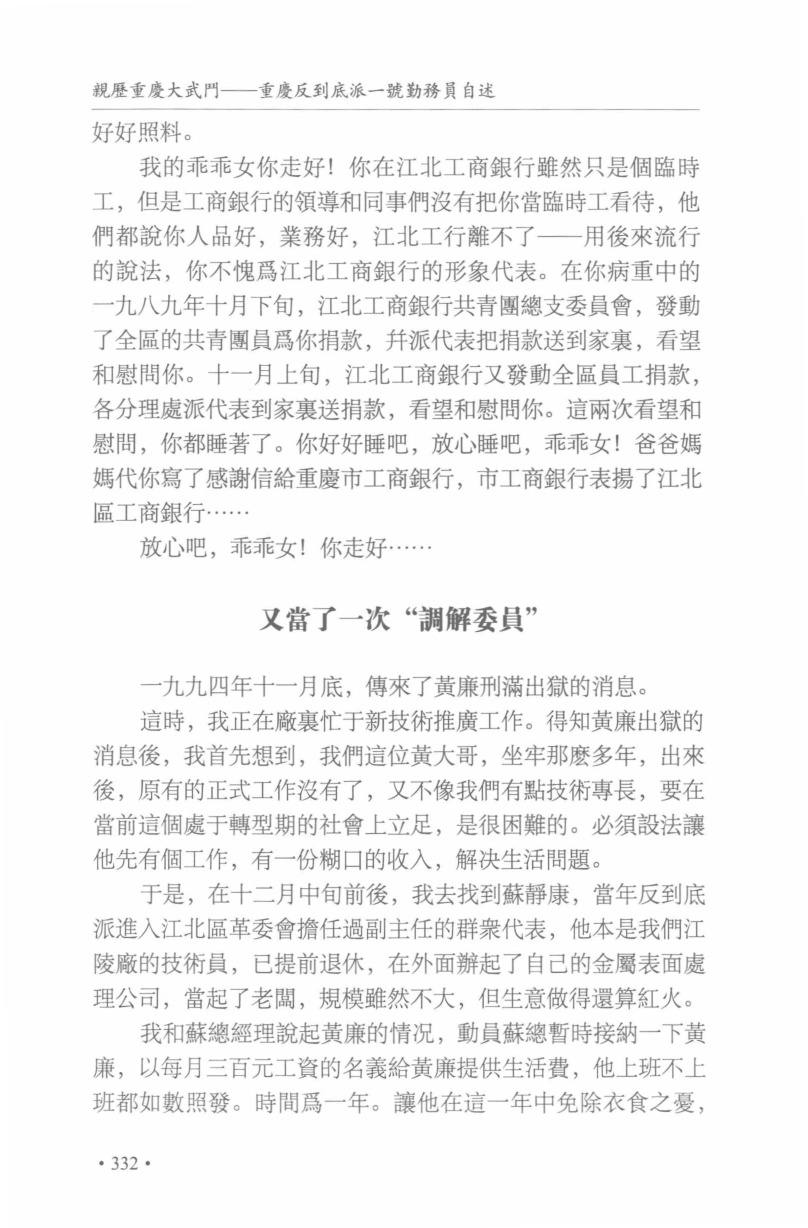 親歷重慶大武鬥——重慶反到底派一號勤務員自述
好好照料。
我的乖乖女你走好！你在江北工商銀行雖然只是個臨時
工，但是工商銀行的領導和同事們沒有把你當臨時工看待，他
們都說你人品好，業務好，江北工行離不了——用後來流行
的說法，你不愧爲江北工商銀行的形象代表。在你病重中的
一九八九年十月下旬，江北工商銀行共青團總支委員會，發動
了全區的共青團員爲你捐款，幷派代表把捐款送到家裏，看望
和慰問你。十一月上旬，江北工商銀行又發動全區員工捐款，
各分理處派代表到家裏送捐款，看望和慰問你。這兩次看望和
慰問，你都睡著了。你好好睡吧，放心睡吧，乖乖女！爸爸媽
媽代你寫了感謝信給重慶市工商銀行，市工商銀行表揚了江北
區工商銀行……
放心吧，乖乖女！你走好……
又當了一次“調解委員”
一九九四年十一月底，傳來了黃廉刑滿出獄的消息。
這時，我正在廠裏忙于新技術推廣工作。得知黃廉出獄的
消息後，我首先想到，我們這位黃大哥，坐牢那麽多年，出來
後，原有的正式工作沒有了，又不像我們有點技術專長，要在
當前這個處于轉型期的社會上立足，是很困難的。必須設法讓
他先有個工作，有一份糊口的收入，解决生活問題。
于是，在十二月中旬前後，我去找到蘇靜康，當年反到底
派進入江北區革委會擔任過副主任的群衆代表，他本是我們江
陵廠的技術員，已提前退休，在外面辦起了自己的金屬表面處
理公司，當起了老闆，規模雖然不大，但生意做得還算紅火。
我和蘇總經理說起黃廉的情况，動員蘇總暫時接納一下黃
廉，以每月三百元工資的名義給黃廉提供生活費，他上班不上
班都如數照發。時間爲一年。讓他在這一年中免除衣食之憂，
·332·